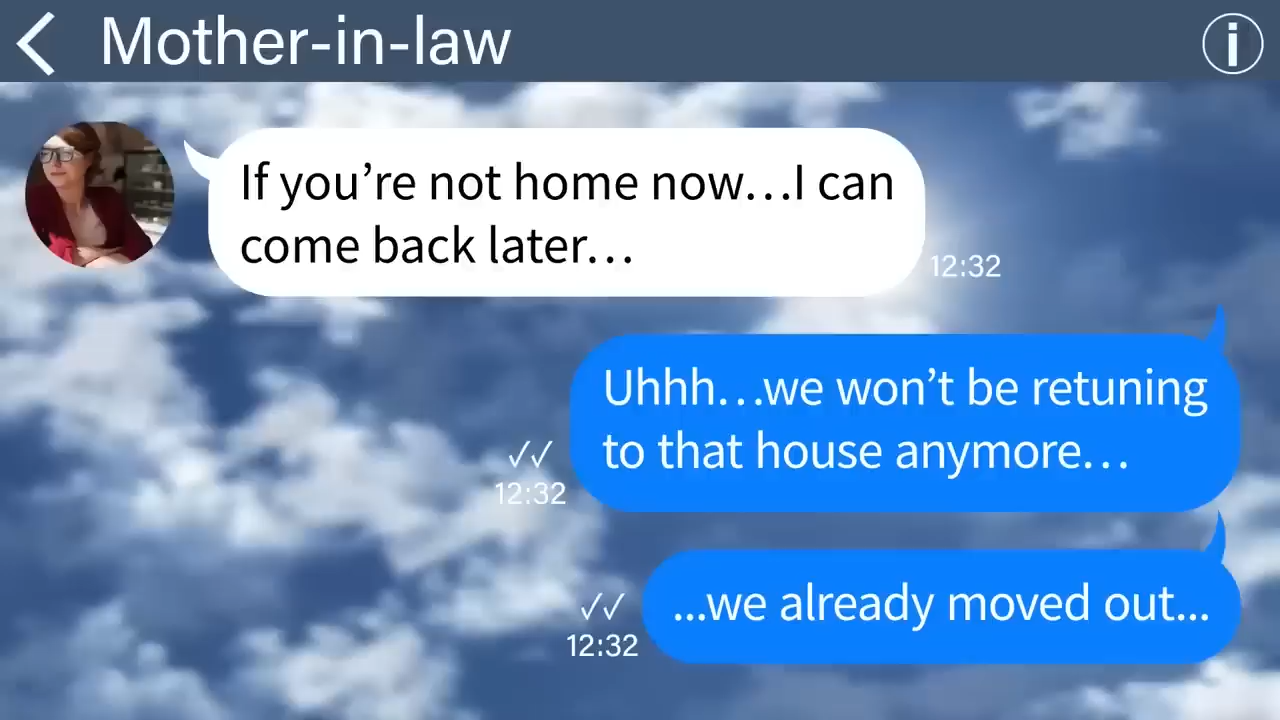 Mother-in-law
If you’re not home now…I can
come back later…
12:32
Uhhh…we won’t be retuning
to that house anymore…
12:32
...we already moved out...
12:32